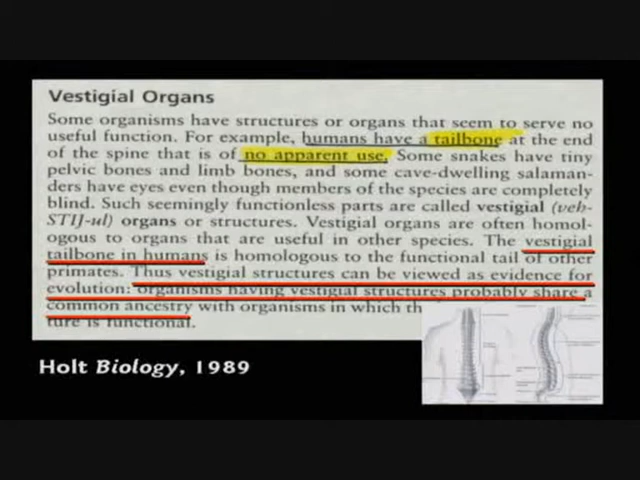 Vestigial Organs
Some organisms have structures or organs that seem to serve no
useful function. For example, humans have a tailbone at the end
of the spine that is of no apparent use. Some snakes have tiny
pelvic bones and limb bones, and some cave-dwelling salaman-
ders have eyes even though members of the species are completely
blind. Such seemingly functionless parts are called vestigial (veh-
STIJ-ul) organs or structures. Vestigial organs are often homol-
ogous to organs that are useful in other species. The vestigial
tailbone in humans is homologous to the functional tail of other
primates. Thus vestigial structures can be viewed as evidence for
evolution: organisms having vestigial structures probably share a
common ancestry with organisms in which th
ture is functional.
Holt Biology, 1989